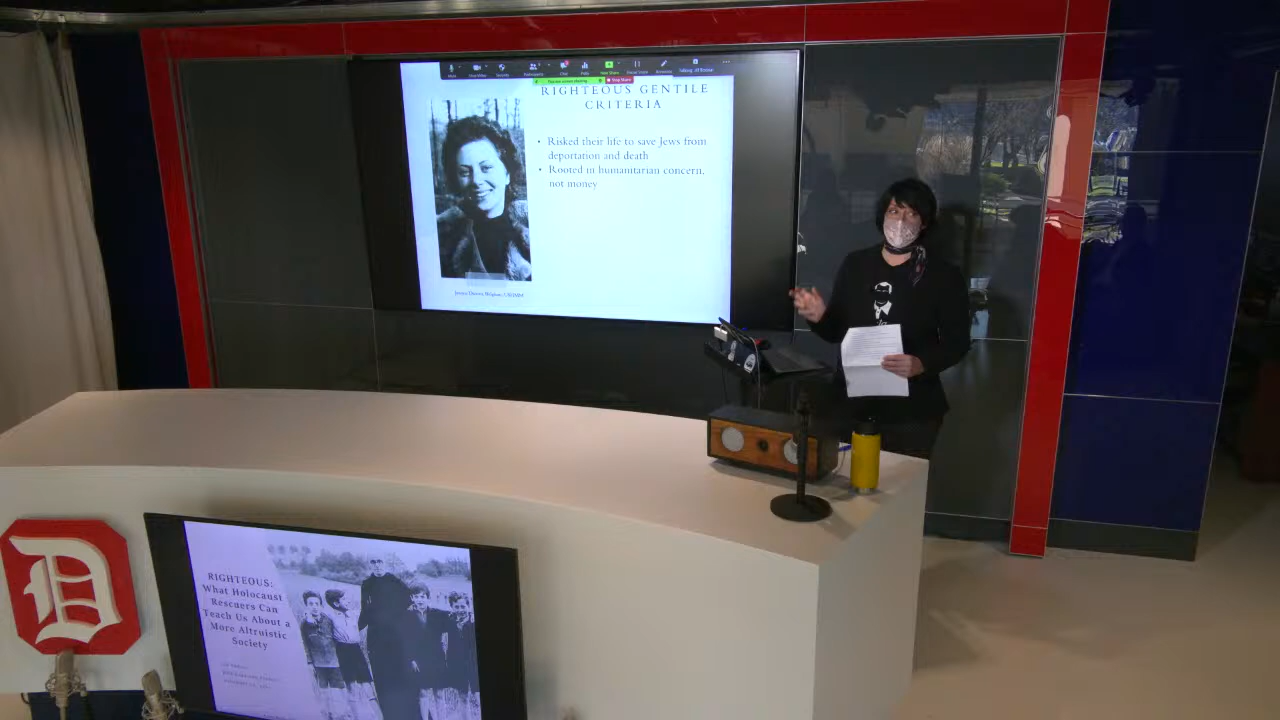 RIGHTEOUS GENTILE
CRITERIA
• Risked their life to save Jews from
deportation and death
• Rooted in humanitarian concern,
not money
D
RIGHTEOUS:
What Holocaust
Rescuers Can
Teach Us About a
More Altruistic
Society